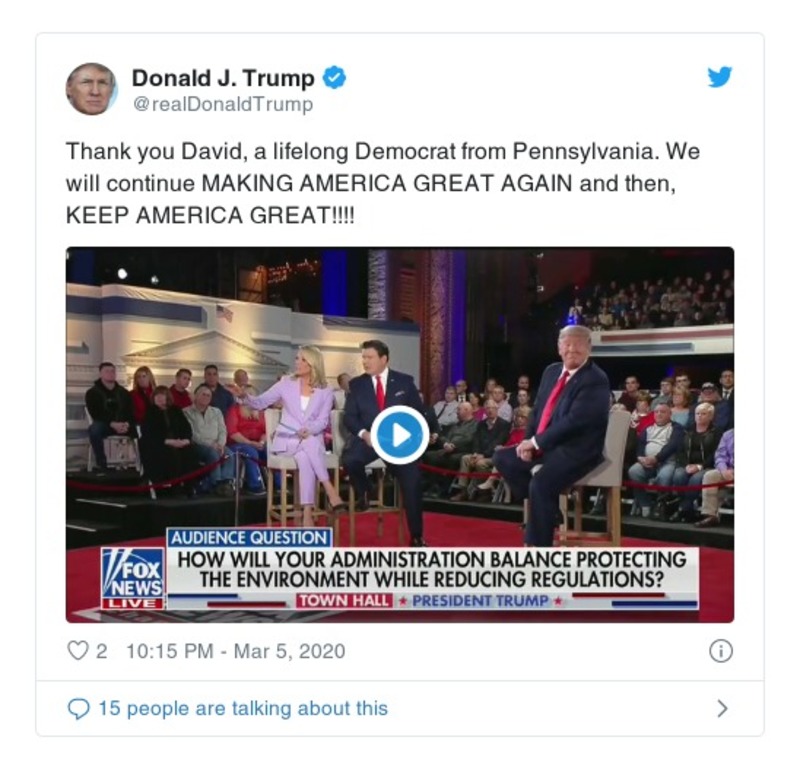 Donald J. Trump
@realDonaldTrump
Thank you David, a lifelong Democrat from Pennsylvania. We
will continue MAKING AMERICA GREAT AGAIN and then,
KEEP AMERICA GREAT!!!!
AUDIENCE QUESTION
FOX
NEWS
LIVE
HOW WILL YOUR ADMINISTRATION BALANCE PROTECTING
THE ENVIRONMENT WHILE REDUCING REGULATIONS?
TOWN HALL ★ PRESIDENT TRUMP ★
2 10:15 PM - Mar 5, 2020
15 people are talking about this